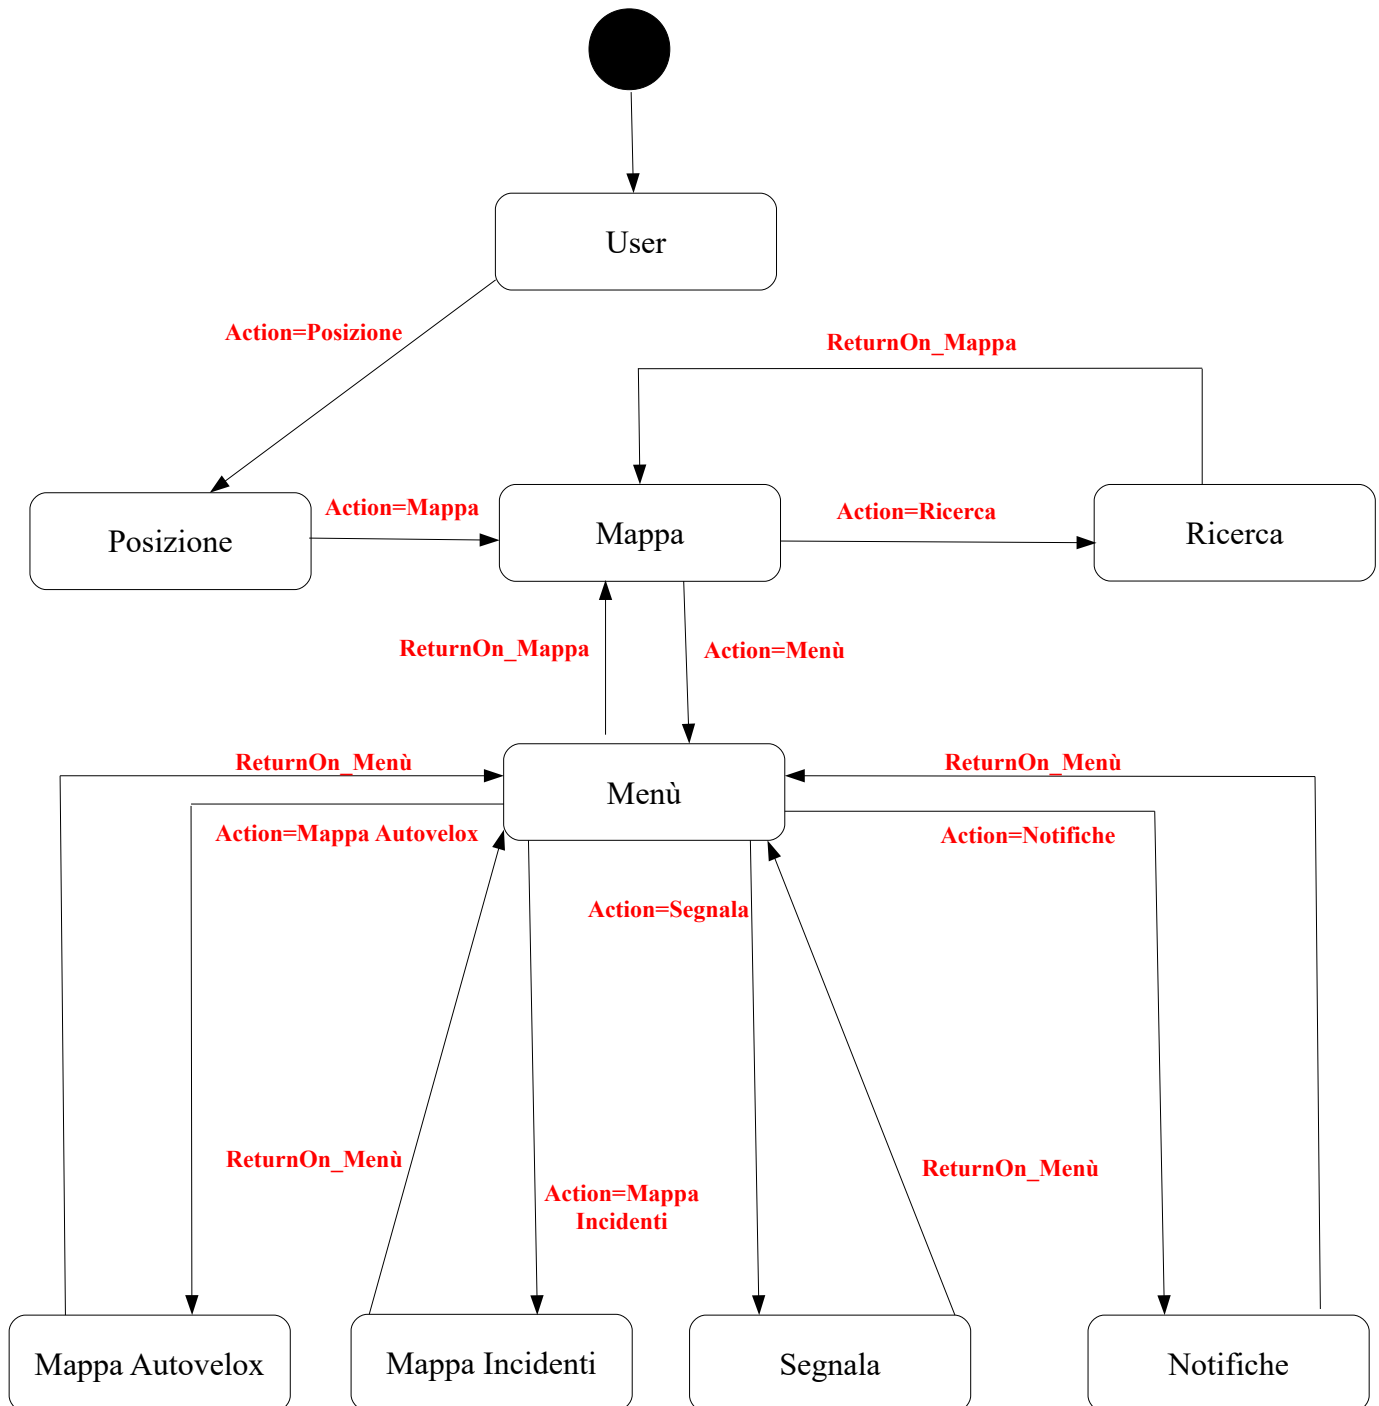 User
Action=Posizione
ReturnOn_Mappa
Posizione
Action=Mappa
Mappa
Action=Ricerca
Ricerca
ReturnOn_Mappa
Action=Menù
ReturnOn_Menù
Menù
ReturnOn_Menù
Action=Mappa Autovelox
Action=Notifiche
Action=Segnala
ReturnOn_Menù
ReturnOn_Menù
Action=Mappa
Incidenti
Mappa Autovelox
Mappa Incidenti
Segnala
Notifiche